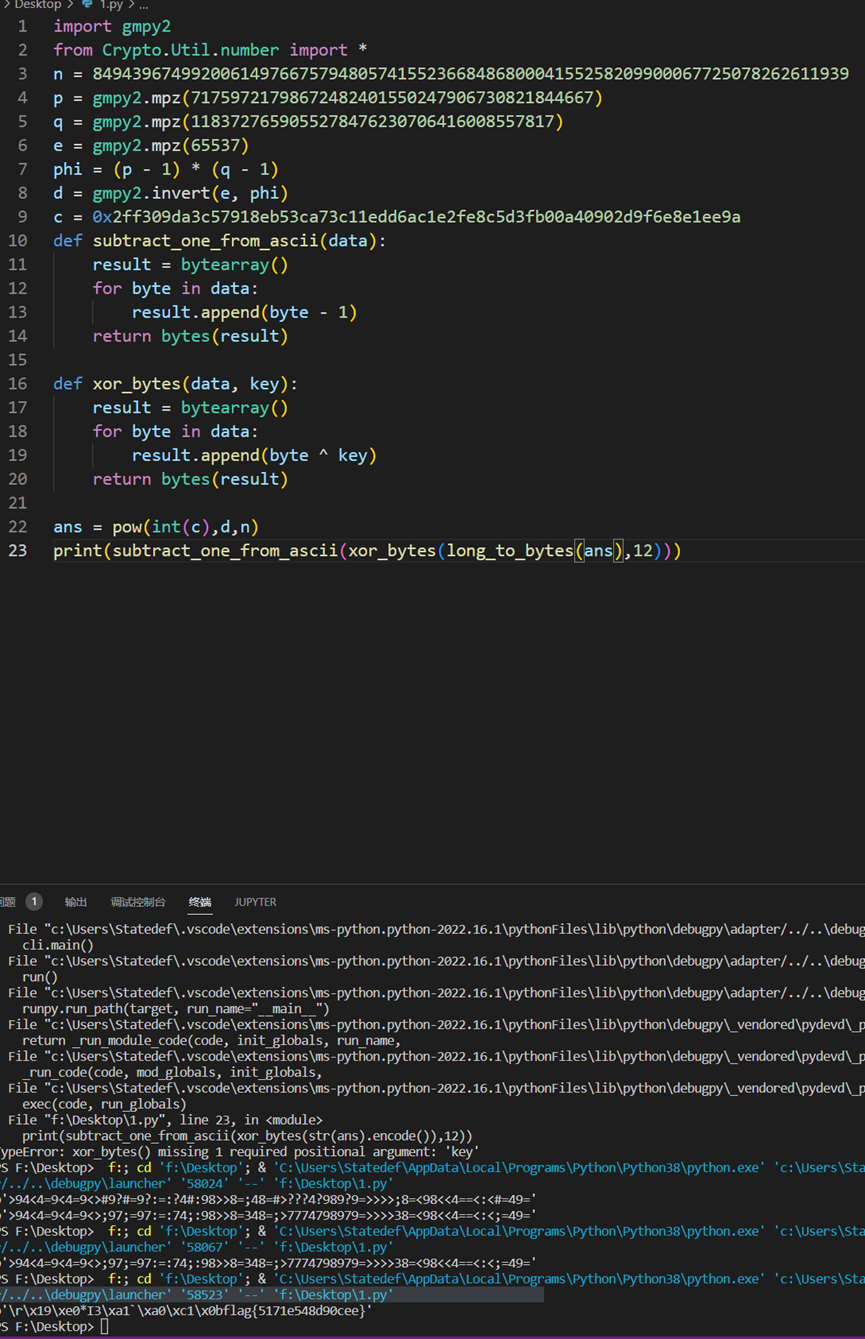 > Desktop > 1.py > ...
1 import gmpy2
2 from Crypto.Util.number import *
3 n = 84943967499200614976675794805741552366848680004155258209900067725078262611939
4 p = gmpy2.mpz(71759721798672482401550247906730821844667)
5 q = gmpy2.mpz(1183727659055278476230706416008557817)
6 e = gmpy2.mpz(65537)
7 phi = (p - 1) * (q - 1)
8 d = gmpy2.invert(e, phi)
9 c = 0x2ff309da3c57918eb53ca73c11edd6ac1e2fe8c5d3fb00a40902d9f6e8e1ee9a
10 def subtract_one_from_ascii(data):
11 result = bytearray()
12 for byte in data:
13 result.append(byte - 1)
14 return bytes(result)
15
16 def xor_bytes(data, key):
17 result = bytearray()
18 for byte in data:
19 result.append(byte ^ key)
20 return bytes(result)
21
22 ans = pow(int(c),d,n)
23 print(subtract_one_from_ascii(xor_bytes(long_to_bytes(ans),12)))
问题 1 输出 调试控制台 终端 JUPYTER
File "c:\Users\Statedef\.vscode\extensions\ms-python.python-2022.16.1\pythonFiles\lib\python\debugpy\adapter/../..\debug
cli.main()
File "c:\Users\Statedef\.vscode\extensions\ms-python.python-2022.16.1\pythonFiles\lib\python\debugpy\adapter/../..\debug
run()
File "c:\Users\Statedef\.vscode\extensions\ms-python.python-2022.16.1\pythonFiles\lib\python\debugpy\adapter/../..\debug
runpy.run_path(target, run_name="__main__")
File "c:\Users\Statedef\.vscode\extensions\ms-python.python-2022.16.1\pythonFiles\lib\python\debugpy\_vendored\pydevd\_p
return _run_module_code(code, init_globals, run_name,
File "c:\Users\Statedef\.vscode\extensions\ms-python.python-2022.16.1\pythonFiles\lib\python\debugpy\_vendored\pydevd\_p
_run_code(code, mod_globals, init_globals,
File "c:\Users\Statedef\.vscode\extensions\ms-python.python-2022.16.1\pythonFiles\lib\python\debugpy\_vendored\pydevd\_p
exec(code, run_globals)
File "f:\Desktop\1.py", line 23, in <module>
print(subtract_one_from_ascii(xor_bytes(str(ans).encode()),12))
TypeError: xor_bytes() missing 1 required positional argument: 'key'
PS F:\Desktop> f:; cd 'f:\Desktop'; & 'C:\Users\Statedef\AppData\Local\Programs\Python\Python38\python.exe' 'c:\Users\Sta
/../..\debugpy\launcher' '58024' '--' 'f:\Desktop\1.py'
b'>94<4=9<4=9<>#9?#=9?:=:?4#:98>>8=;48=#>???4?989?9=>>>>;8=<98<<4==<:<#=49='
b'>94<4=9<4=9<>;97;=97:=:74;:98>>8=348=;>7774798979=>>>>38=<98<<4==<:<;=49='
PS F:\Desktop> f:; cd 'f:\Desktop'; & 'C:\Users\Statedef\AppData\Local\Programs\Python\Python38\python.exe' 'c:\Users\Sta
/../..\debugpy\launcher' '58067' '--' 'f:\Desktop\1.py'
b'>94<4=9<4=9<>;97;=97:=:74;:98>>8=348=;>7774798979=>>>>38=<98<<4==<:<;=49='
PS F:\Desktop> f:; cd 'f:\Desktop'; & 'C:\Users\Statedef\AppData\Local\Programs\Python\Python38\python.exe' 'c:\Users\Sta
/../..\debugpy\launcher' '58523' '--' 'f:\Desktop\1.py'
b'\r\x19\xe0*I3\xa1`\xa0\xc1\x0bflag{5171e548d90cee}'
PS F:\Desktop>